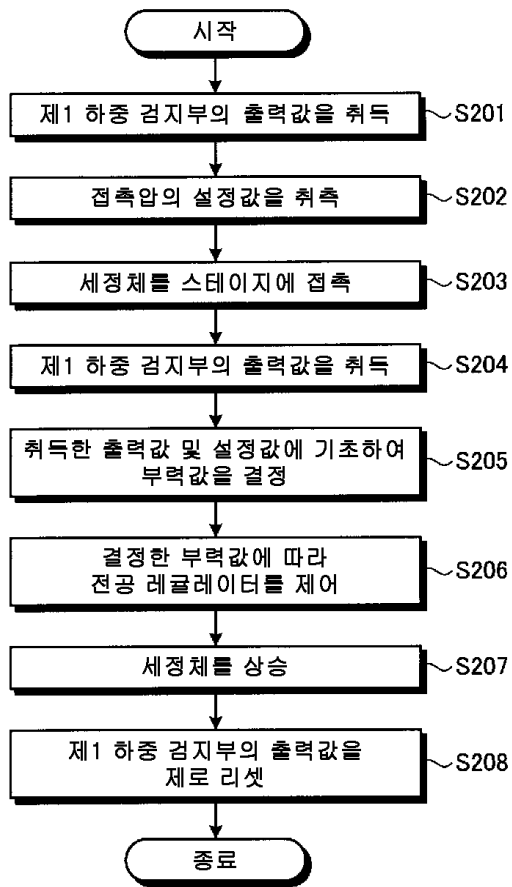 시작
제1 하중 검지부의 출력값을 취득
S201
접촉압의 설정값을 취측
S202
세정체를 스테이지에 접촉
S203
제1 하중 검지부의 출력값을 취득
S204
취득한 출력값 및 설정값에 기초하여
부력값을 결정
S205
결정한 부력값에 따라
전공 레귤레이터를 제어
S206
세정체를 상승
S207
제1 하중 검지부의 출력값을
제로 리셋
S208
종료